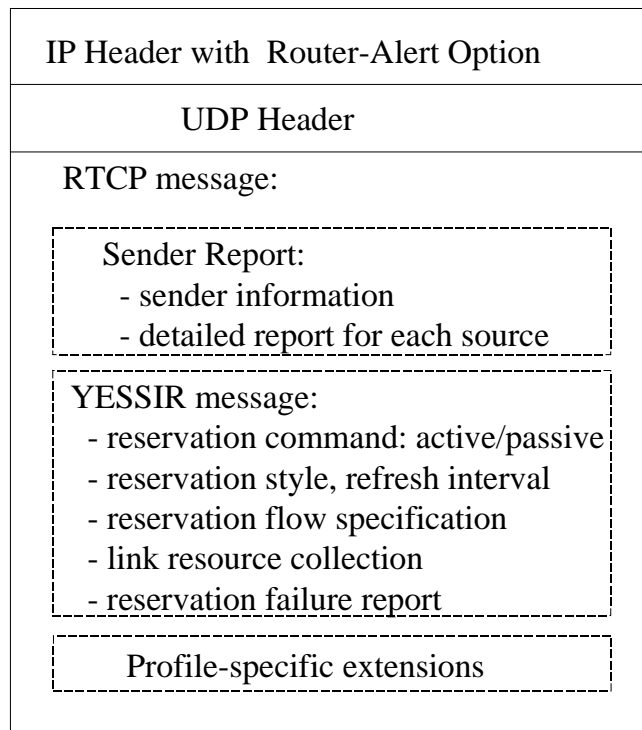 IP Header with Router-Alert Option
UDP Header
RTCP message:
Sender Report:
- sender information
- detailed report for each source
YESSIR message:
- reservation command: active/passive
- reservation style, refresh interval
- reservation flow specification
- link resource collection
- reservation failure report
Profile-specific extensions